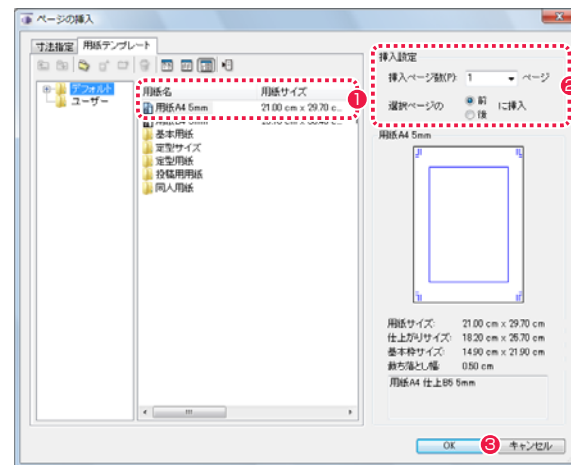 ページの挿入
寸法指定 用紙テンプレート
デフォルト
ユーザー
用紙名 用紙サイズ
用紙A4 5mm 21.00 cm x 29.70 c...
基本用紙
定型サイズ
定型用紙
投稿用用紙
同人用紙
1
挿入設定
挿入ページ数(P): 1 ページ
選択ページの 前 に挿入
後
2
用紙A4 5mm
用紙サイズ: 21.00 cm x 29.70 cm
仕上がりサイズ: 18.20 cm x 25.70 cm
基本枠サイズ: 14.90 cm x 21.90 cm
裁ち落とし幅: 0.50 cm
用紙A4 仕上B5 5mm
OK 3 キャンセル